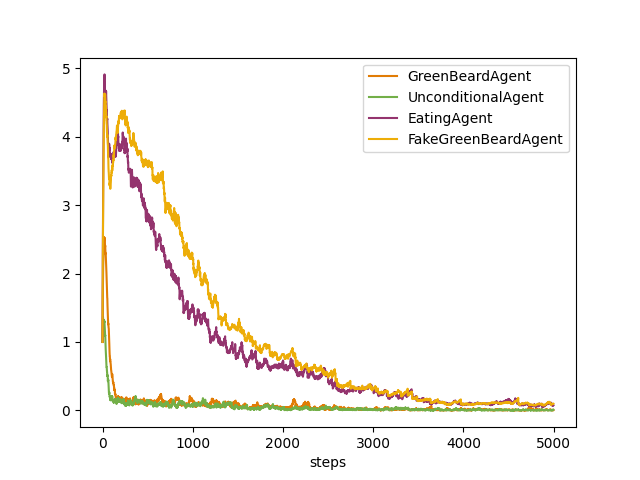 GreenBeardAgent
UnconditionalAgent
EatingAgent
FakeGreenBeardAgent
5
4
3
2
1
0
0 1000 2000 3000 4000 5000
steps